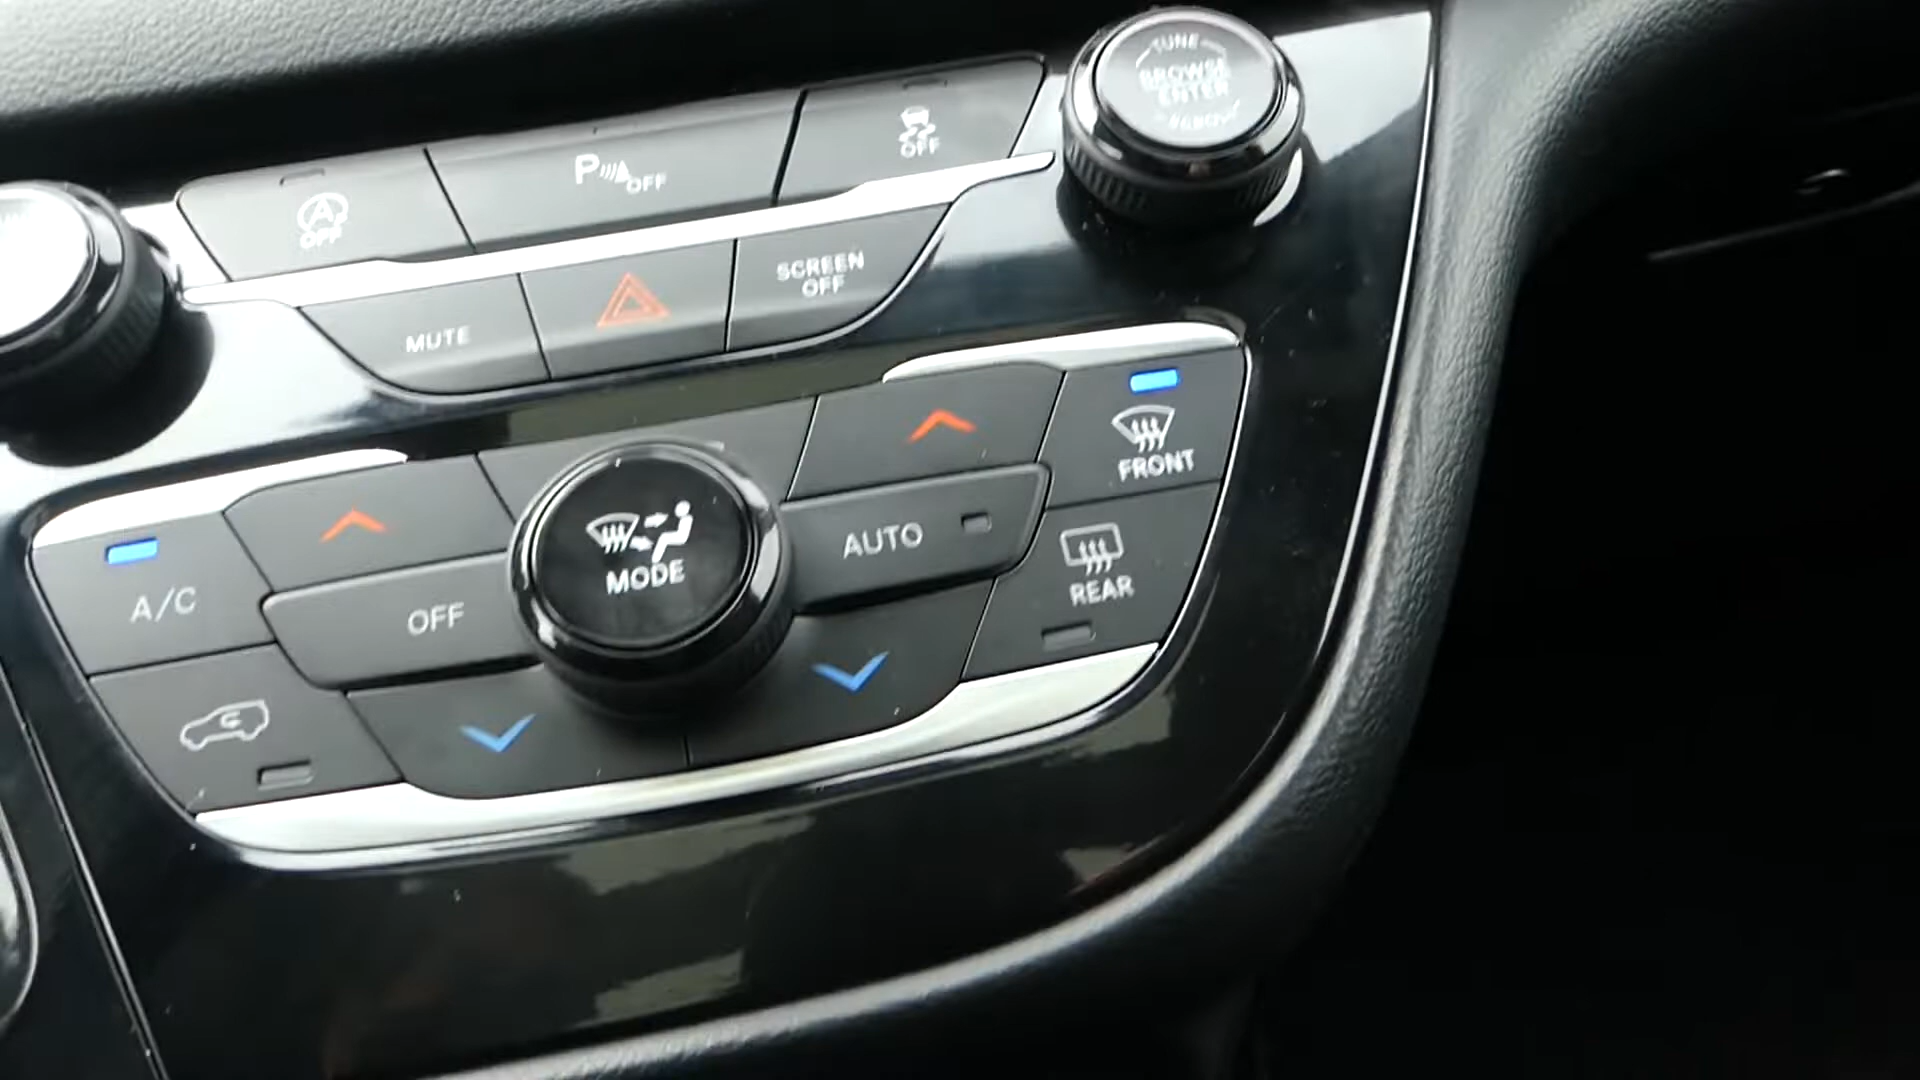 TUNE
BROWSE
ENTER
OFF
P OFF
OFF
MUTE
SCREEN
OFF
FRONT
A/C
OFF
MODE
AUTO
REAR